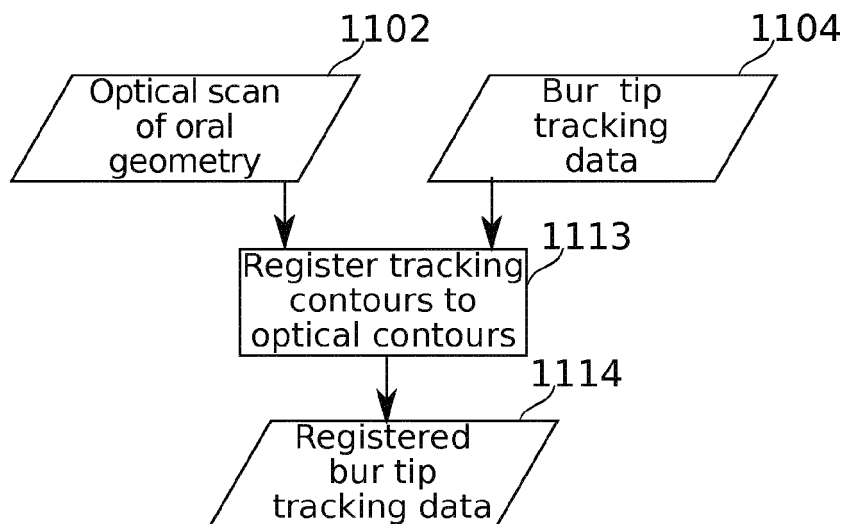 1102
1104
Optical scan
of oral
geometry
Bur tip
tracking
data
1113
Register tracking
contours to
optical contours
1114
Registered
bur tip
tracking data